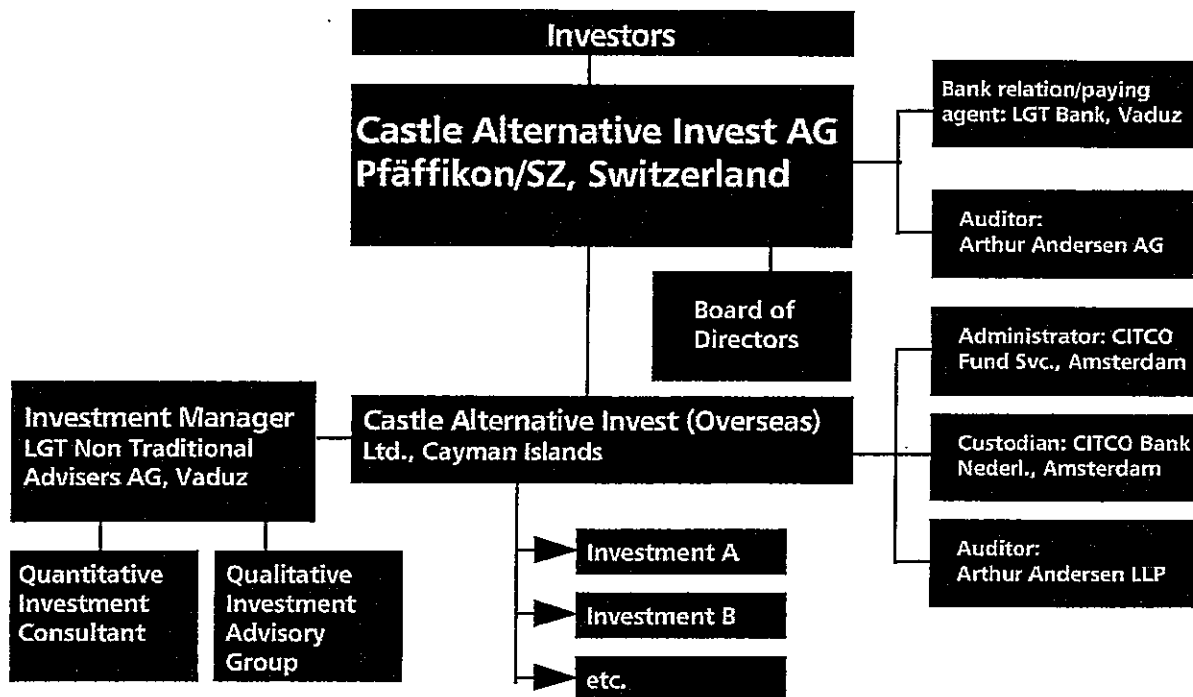 Investors
Castle Alternative Invest AG
Pfäffikon/SZ, Switzerland
Bank relation/paying
agent: LGT Bank, Vaduz
Auditor:
Arthur Andersen AG
Board of
Directors
Administrator: CITCO
Fund Svc., Amsterdam
Investment Manager
LGT Non Traditional
Advisers AG, Vaduz
Castle Alternative Invest (Overseas)
Ltd., Cayman Islands
Custodian: CITCO Bank
Nederl., Amsterdam
Auditor:
Arthur Andersen LLP
Quantitative
Investment
Consultant
Qualitative
Investment
Advisory
Group
Investment A
Investment B
etc.